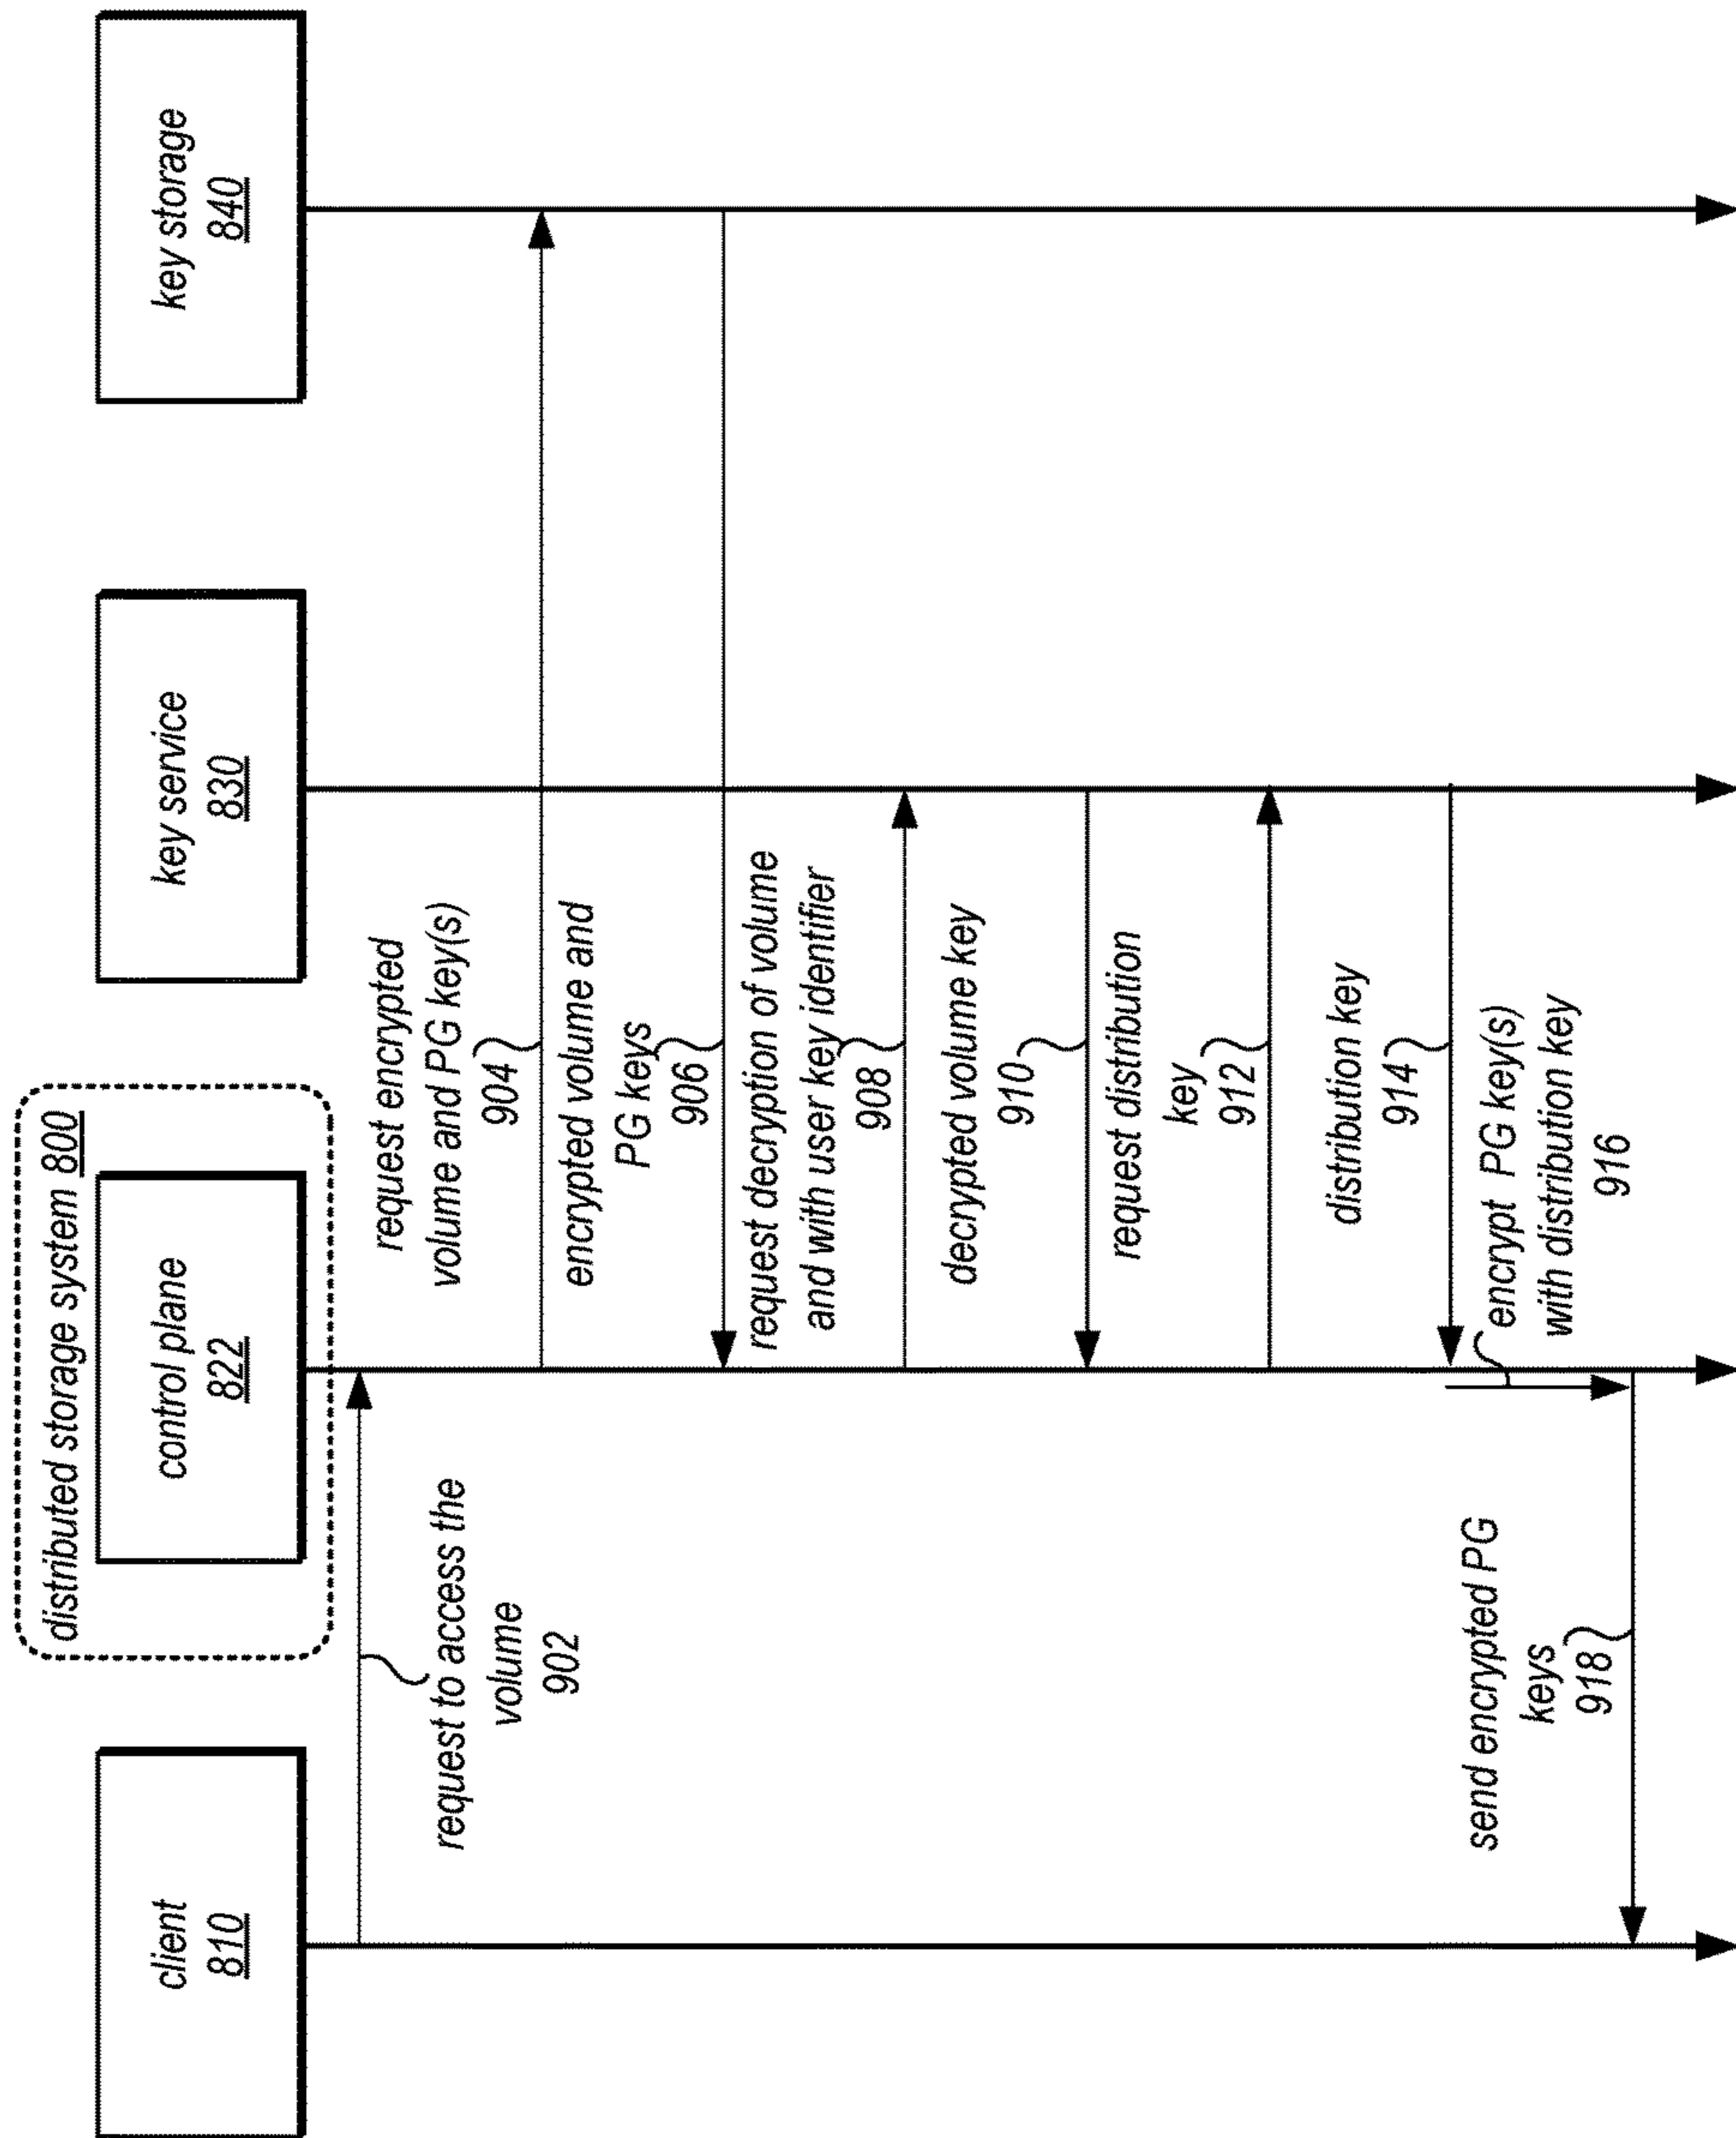 distributed storage system 800
client
810
control plane
822
key service
830
key storage
840
request to access the
volume
902
request encrypted
volume and PG key(s)
904
encrypted volume and
PG keys
906
request decryption of volume
and with user key identifier
908
decrypted volume key
910
request distribution
key
912
distribution key
914
encrypt PG key(s)
with distribution key
916
send encrypted PG
keys
918